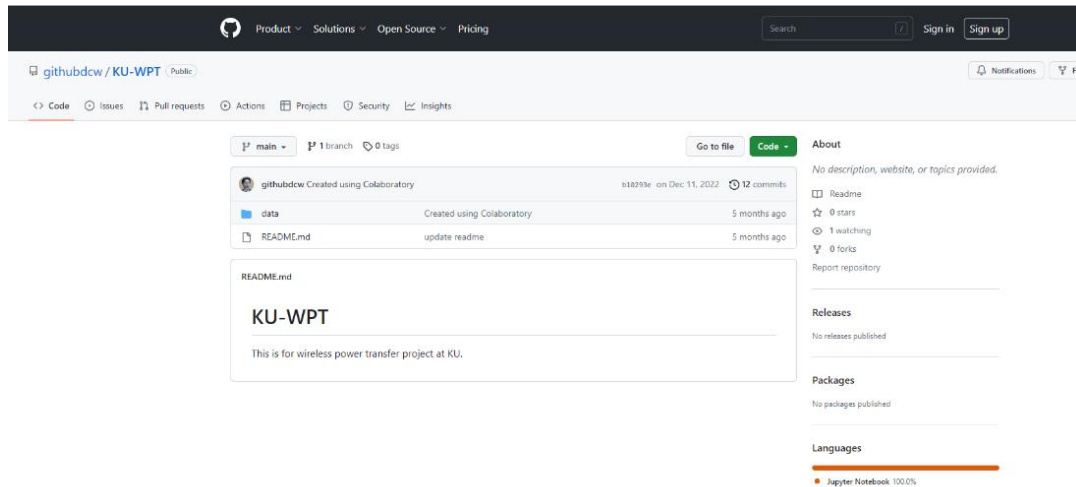 Product Solutions Open Source Pricing Search / Sign in Sign up
githubdcw / KU-WPT Public Notifications F
Code Issues Pull requests Actions Projects Security Insights
main 1 branch 0 tags Go to file Code
githubdcw Created using Colaboratory b10293e on Dec 11, 2022 12 commits
data Created using Colaboratory 5 months ago
README.md update readme 5 months ago
README.md
KU-WPT
This is for wireless power transfer project at KU.
About
No description, website, or topics provided.
Readme
0 stars
1 watching
0 forks
Report repository
Releases
No releases published
Packages
No packages published
Languages
Jupyter Notebook 100.0%